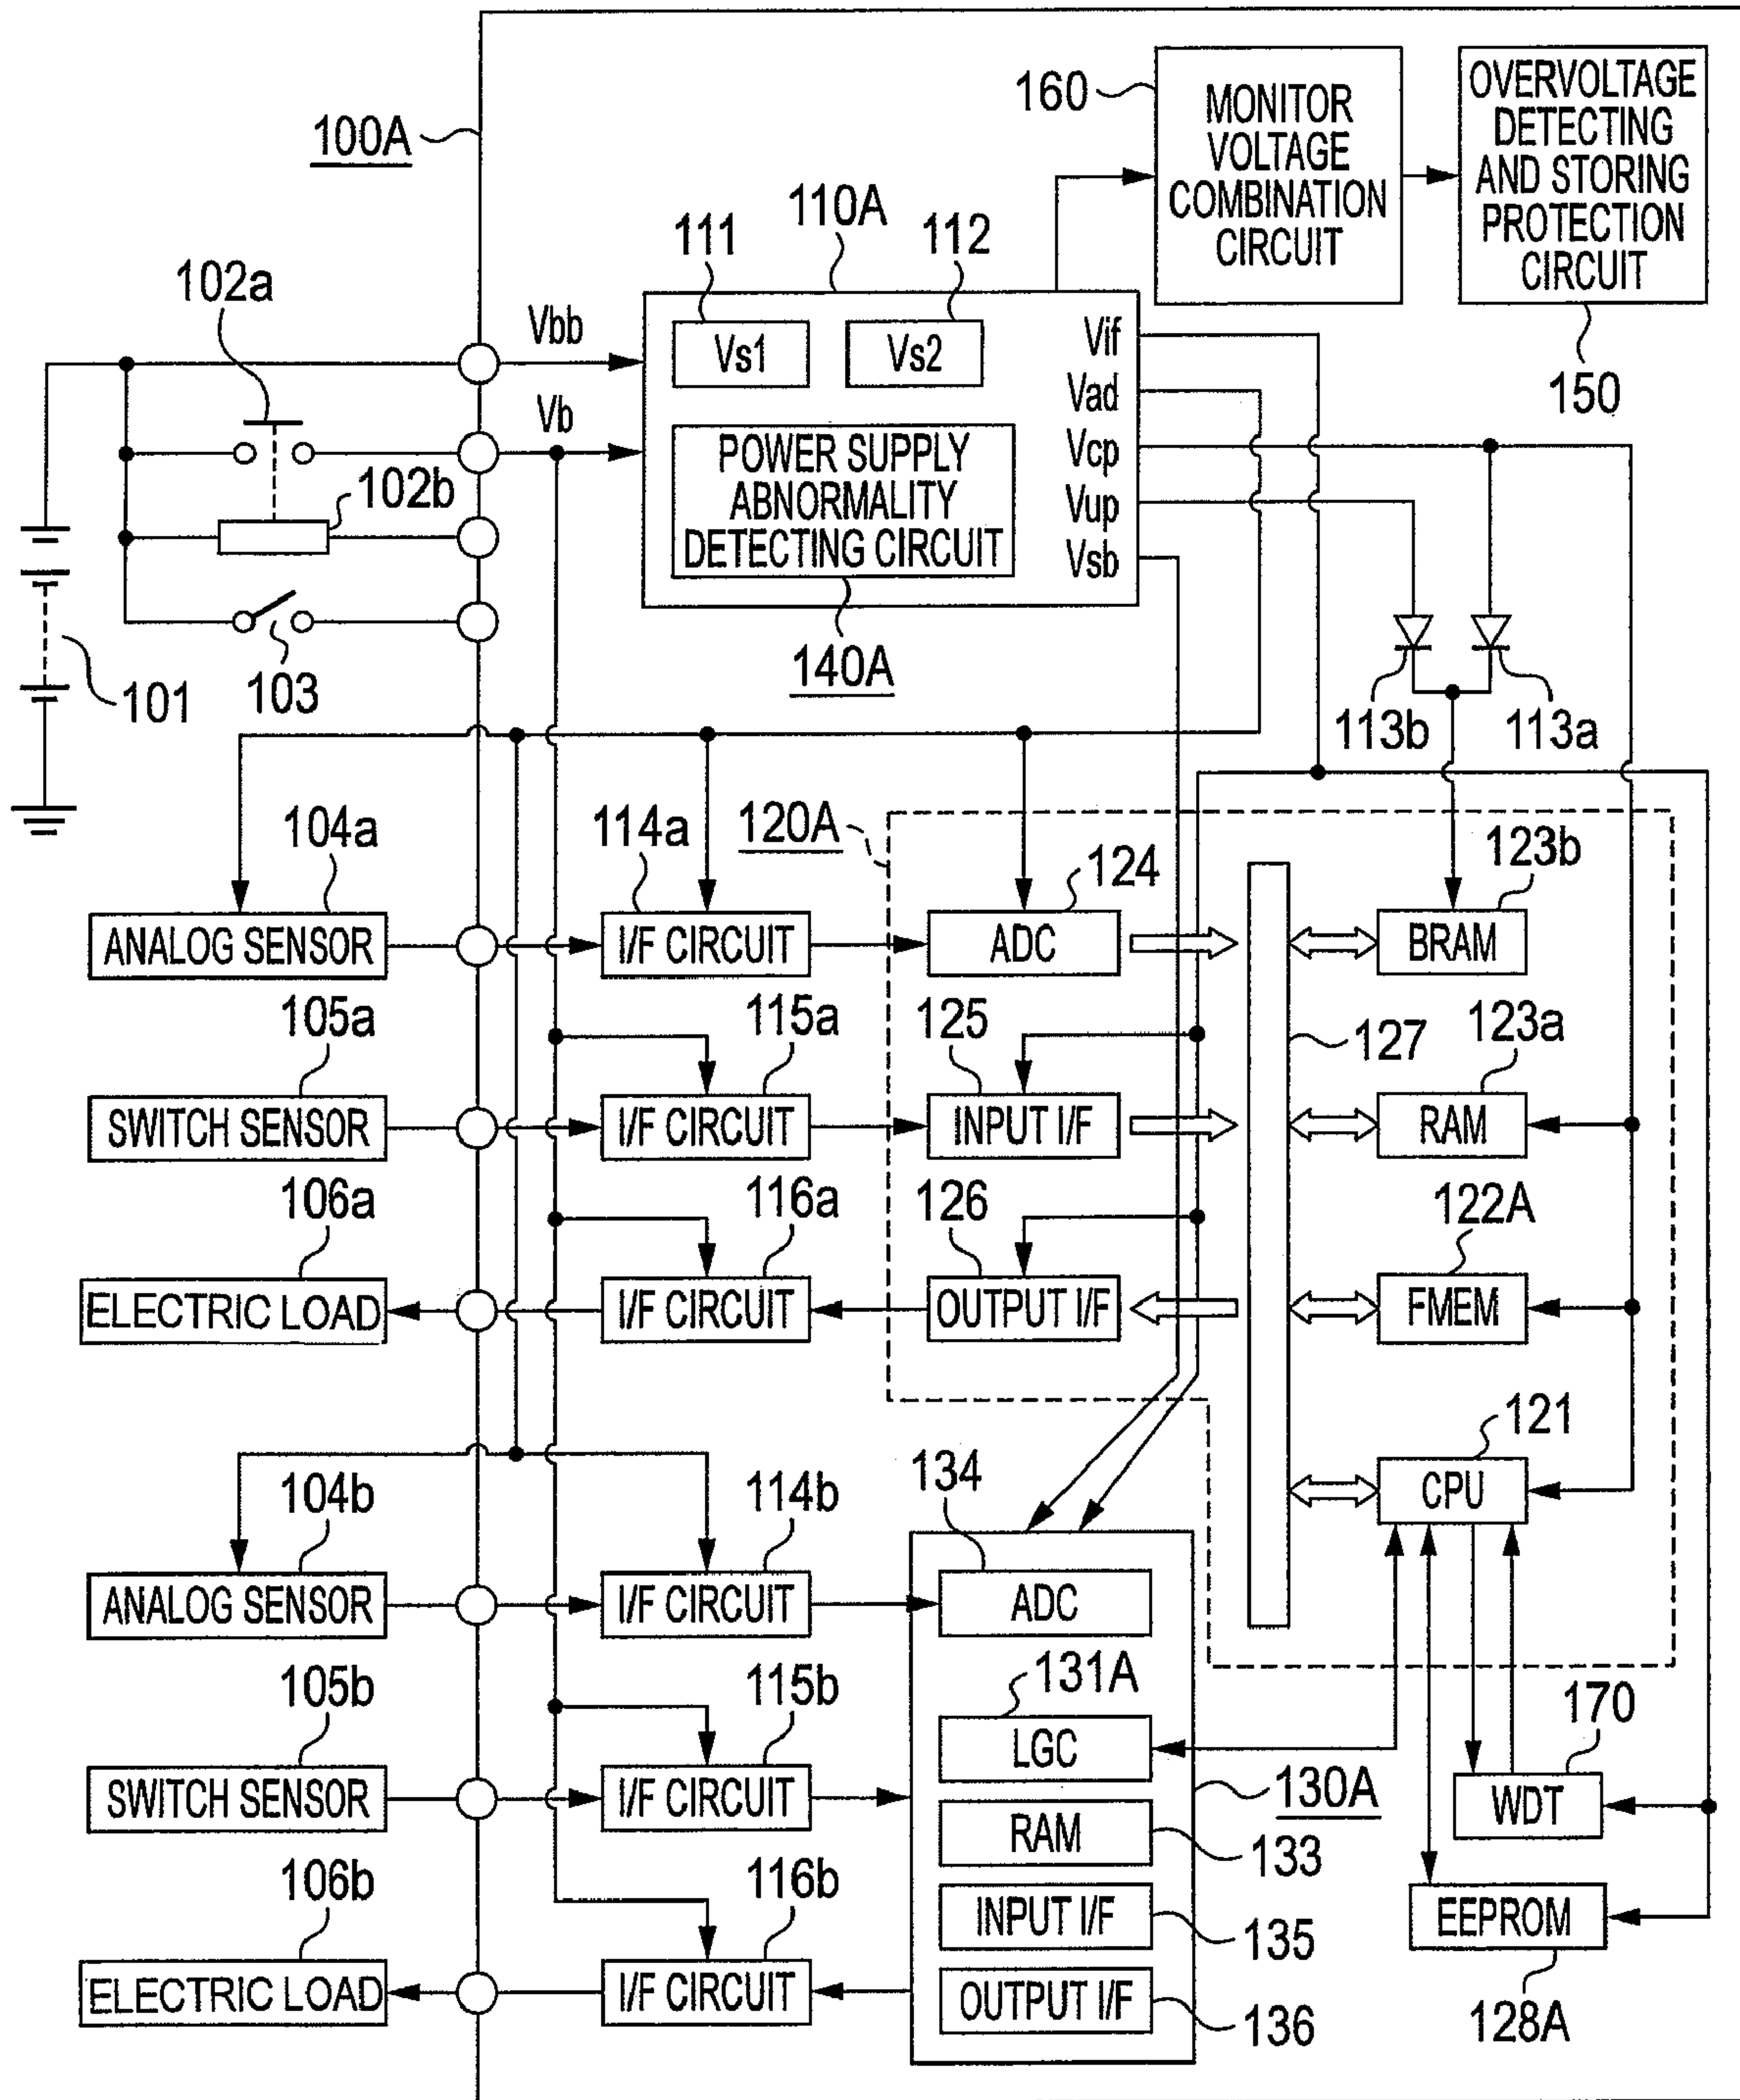 100A
160
MONITOR
VOLTAGE
COMBINATION
CIRCUIT
OVERVOLTAGE
DETECTING
AND STORING
PROTECTION
CIRCUIT
150
110A
111
112
Vs1
Vs2
102a
Vbb
Vb
Vif
Vad
Vcp
Vup
Vsb
POWER SUPPLY
ABNORMALITY
DETECTING CIRCUIT
140A
102b
103
101
113b
113a
104a
114a
120A
124
123b
ANALOG SENSOR
I/F CIRCUIT
ADC
BRAM
105a
115a
125
127
123a
SWITCH SENSOR
I/F CIRCUIT
INPUT I/F
RAM
106a
116a
126
122A
ELECTRIC LOAD
I/F CIRCUIT
OUTPUT I/F
FMEM
121
CPU
104b
114b
134
ANALOG SENSOR
I/F CIRCUIT
ADC
105b
115b
131A
170
SWITCH SENSOR
I/F CIRCUIT
LGC
130A
WDT
RAM
133
106b
116b
INPUT I/F
135
EEPROM
ELECTRIC LOAD
I/F CIRCUIT
OUTPUT I/F
136
128A